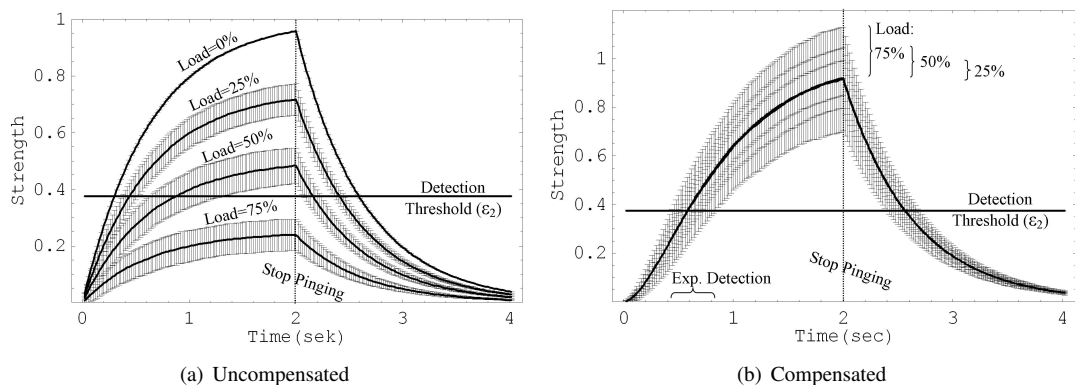 1
0.8
0.6
0.4
0.2
Strength
Load=0%
Load=25%
Load=50%
Load=75%
Detection
Threshold (ε2)
Stop Pinging
0 1 2 3 4
Time(sek)
(a) Uncompensated
1
0.8
0.6
0.4
0.2
0
Strength
Load:
75%
50%
25%
Detection
Threshold (ε2)
Exp. Detection
Stop Pinging
0 1 2 3 4
Time(sec)
(b) Compensated